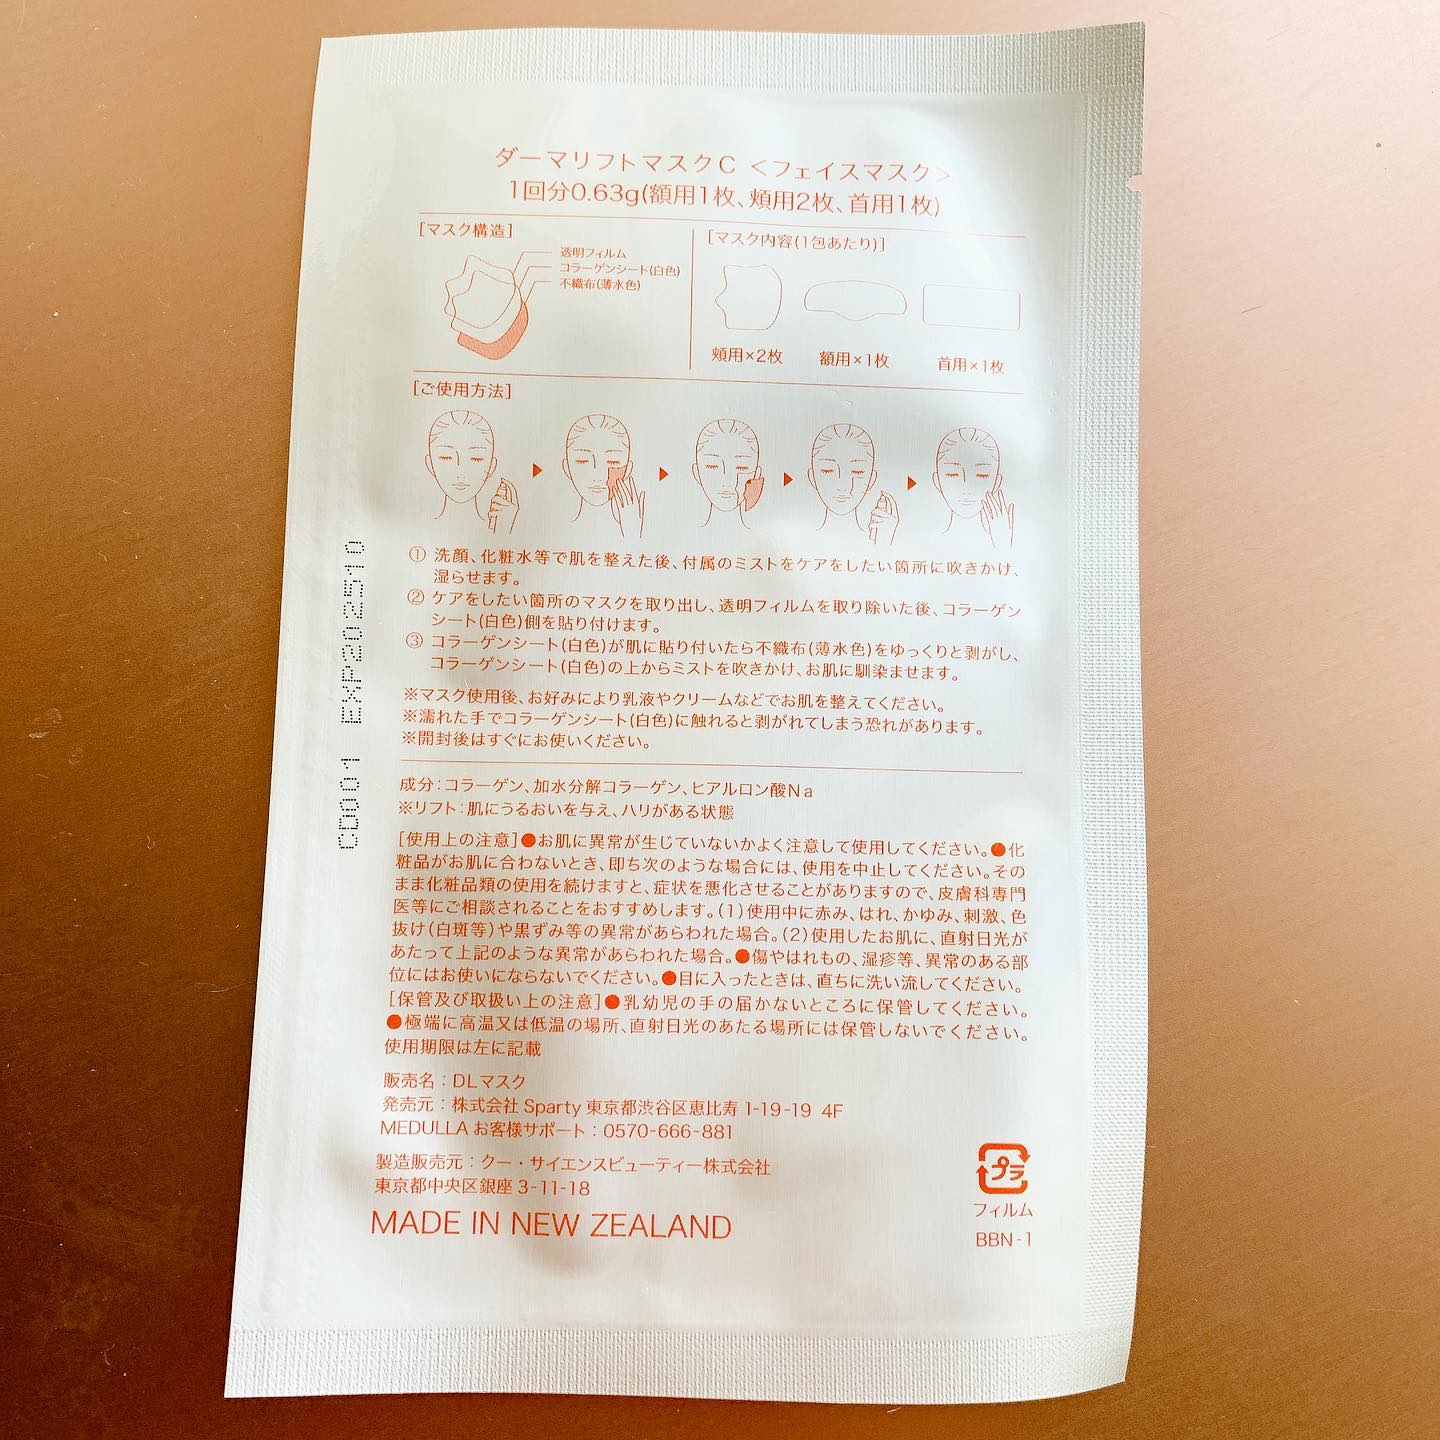 ダーマリフトマスクC <フェイスマスク>
1回分0.63g(額用1枚、頬用2枚、首用1枚)
[マスク構造]
透明フィルム
コラーゲンシート(白色)
不織布(薄水色)
[マスク内容(1包あたり)]
頬用×2枚
額用×1枚
首用×1枚
[ご使用方法]
① 洗顔、化粧水等で肌を整えた後、付属のミストをケアをしたい箇所に吹きかけ、
湿らせます。
② ケアをしたい箇所のマスクを取り出し、透明フィルムを取り除いた後、コラーゲン
シート(白色)側を貼り付けます。
③ コラーゲンシート(白色)が肌に貼り付いたら不織布(薄水色)をゆっくりと剥がし、
コラーゲンシート(白色)の上からミストを吹きかけ、お肌に馴染ませます。
※マスク使用後、お好みにより乳液やクリームなどでお肌を整えてください。
※濡れた手でコラーゲンシート(白色)に触れると剥がれてしまう恐れがあります。
※開封後はすぐにお使いください。
成分:コラーゲン、加水分解コラーゲン、ヒアルロン酸Na
※リフト:肌にうるおいを与え、ハリがある状態
[使用上の注意]●お肌に異常が生じていないかよく注意して使用してください。●化
粧品がお肌に合わないとき、即ち次のような場合には、使用を中止してください。その
まま化粧品類の使用を続けますと、症状を悪化させることがありますので、皮膚科専門
医等にご相談されることをおすすめします。(1)使用中に赤み、はれ、かゆみ、刺激、色
抜け(白斑等)や黒ずみ等の異常があらわれた場合。(2)使用したお肌に、直射日光が
あたって上記のような異常があらわれた場合。●傷やはれもの、湿疹等、異常のある部
位にはお使いにならないでください。●目に入ったときは、直ちに洗い流してください。
[保管及び取扱い上の注意]●乳幼児の手の届かないところに保管してください。
●極端に高温又は低温の場所、直射日光のあたる場所には保管しないでください。
使用期限は左に記載
販売名:DLマスク
発売元:株式会社 Sparty 東京都渋谷区恵比寿 1-19-19 4F
MEDULLA お客様サポート:0570-666-881
製造販売元:クー・サイエンスビューティー株式会社
東京都中央区銀座 3-11-18
MADE IN NEW ZEALAND
プラ
フィルム
BBN-1
CD001 EXP202510